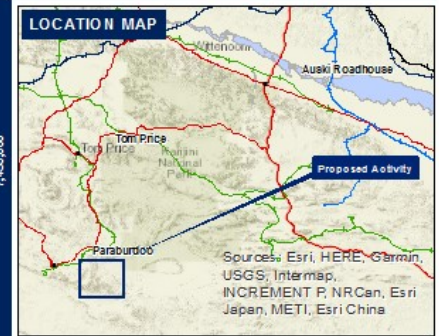 LOCATION MAP
Wittenoom
Auski Roadhouse
Tom Price
Tom Price
Karijini
National
Park
Proposed Activity
Paraburdoo
Sources: Esri, HERE, Garmin,
USGS, Intermap,
INCREMENT P, NRCan, Esri
Japan, METI, Esri China